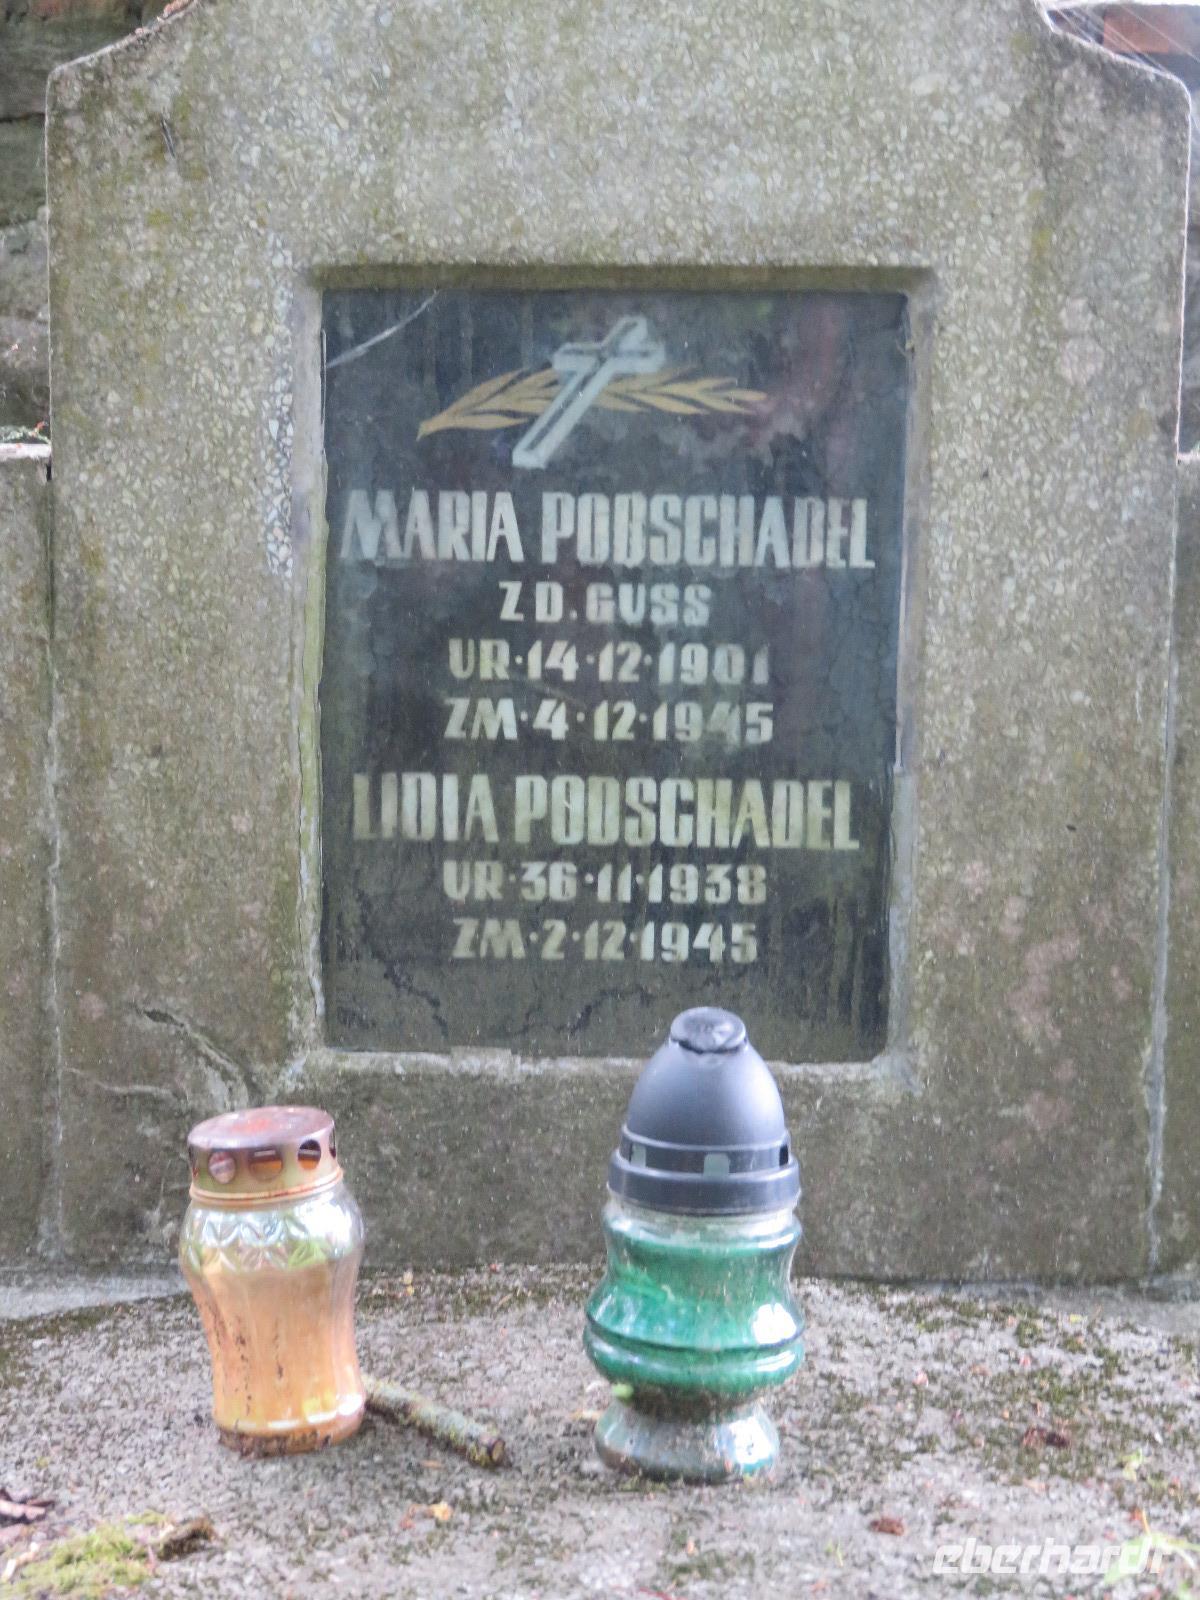 MARIA PODSCHADEL
Z D. GUSS
UR·14·12·1901
ZM·4·12·1945
LIDIA PODSCHADEL
UR·36·11·1938
ZM·2·12·1945
eberhardt